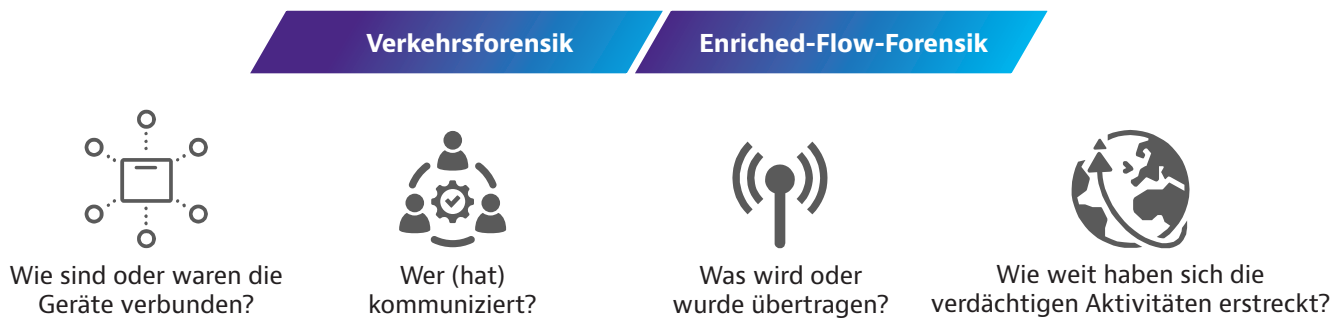 Verkehrsforensik
Enriched-Flow-Forensik
Wie sind oder waren die
Geräte verbunden?
Wer (hat)
kommuniziert?
Was wird oder
wurde übertragen?
Wie weit haben sich die
verdächtigen Aktivitäten erstreckt?